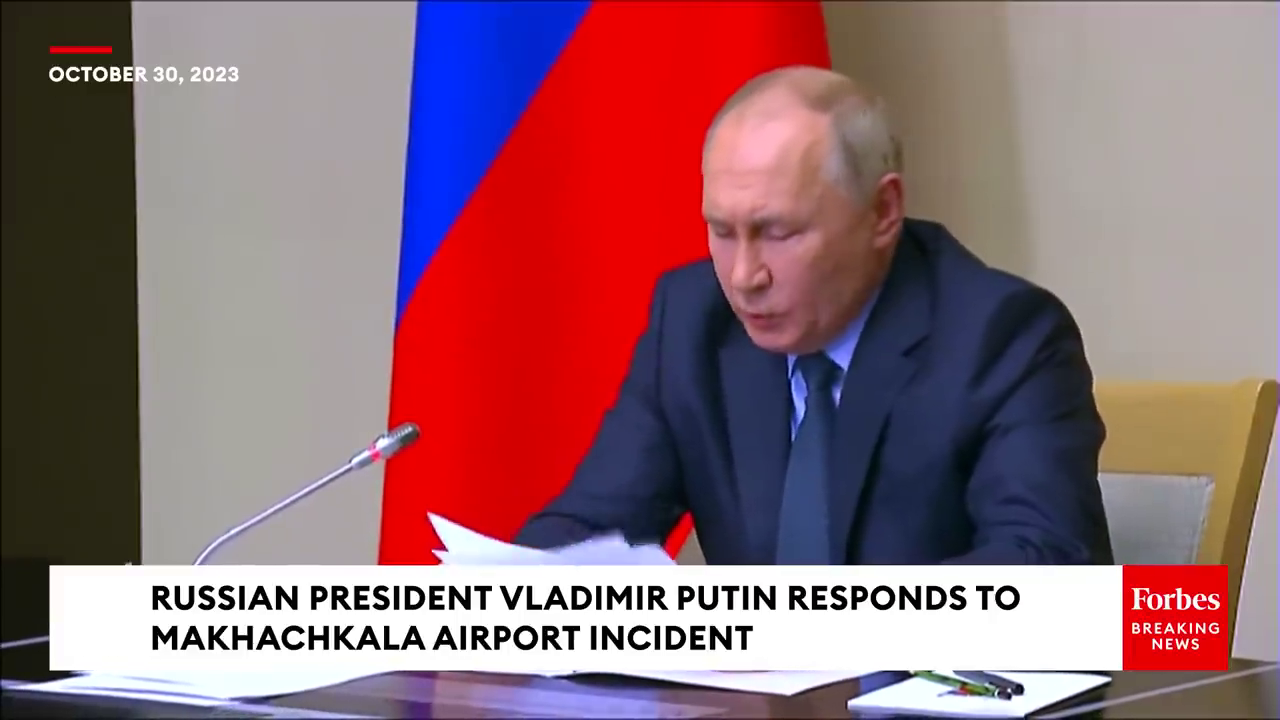 OCTOBER 30, 2023
RUSSIAN PRESIDENT VLADIMIR PUTIN RESPONDS TO
MAKHACHKALA AIRPORT INCIDENT
Forbes
BREAKING
NEWS